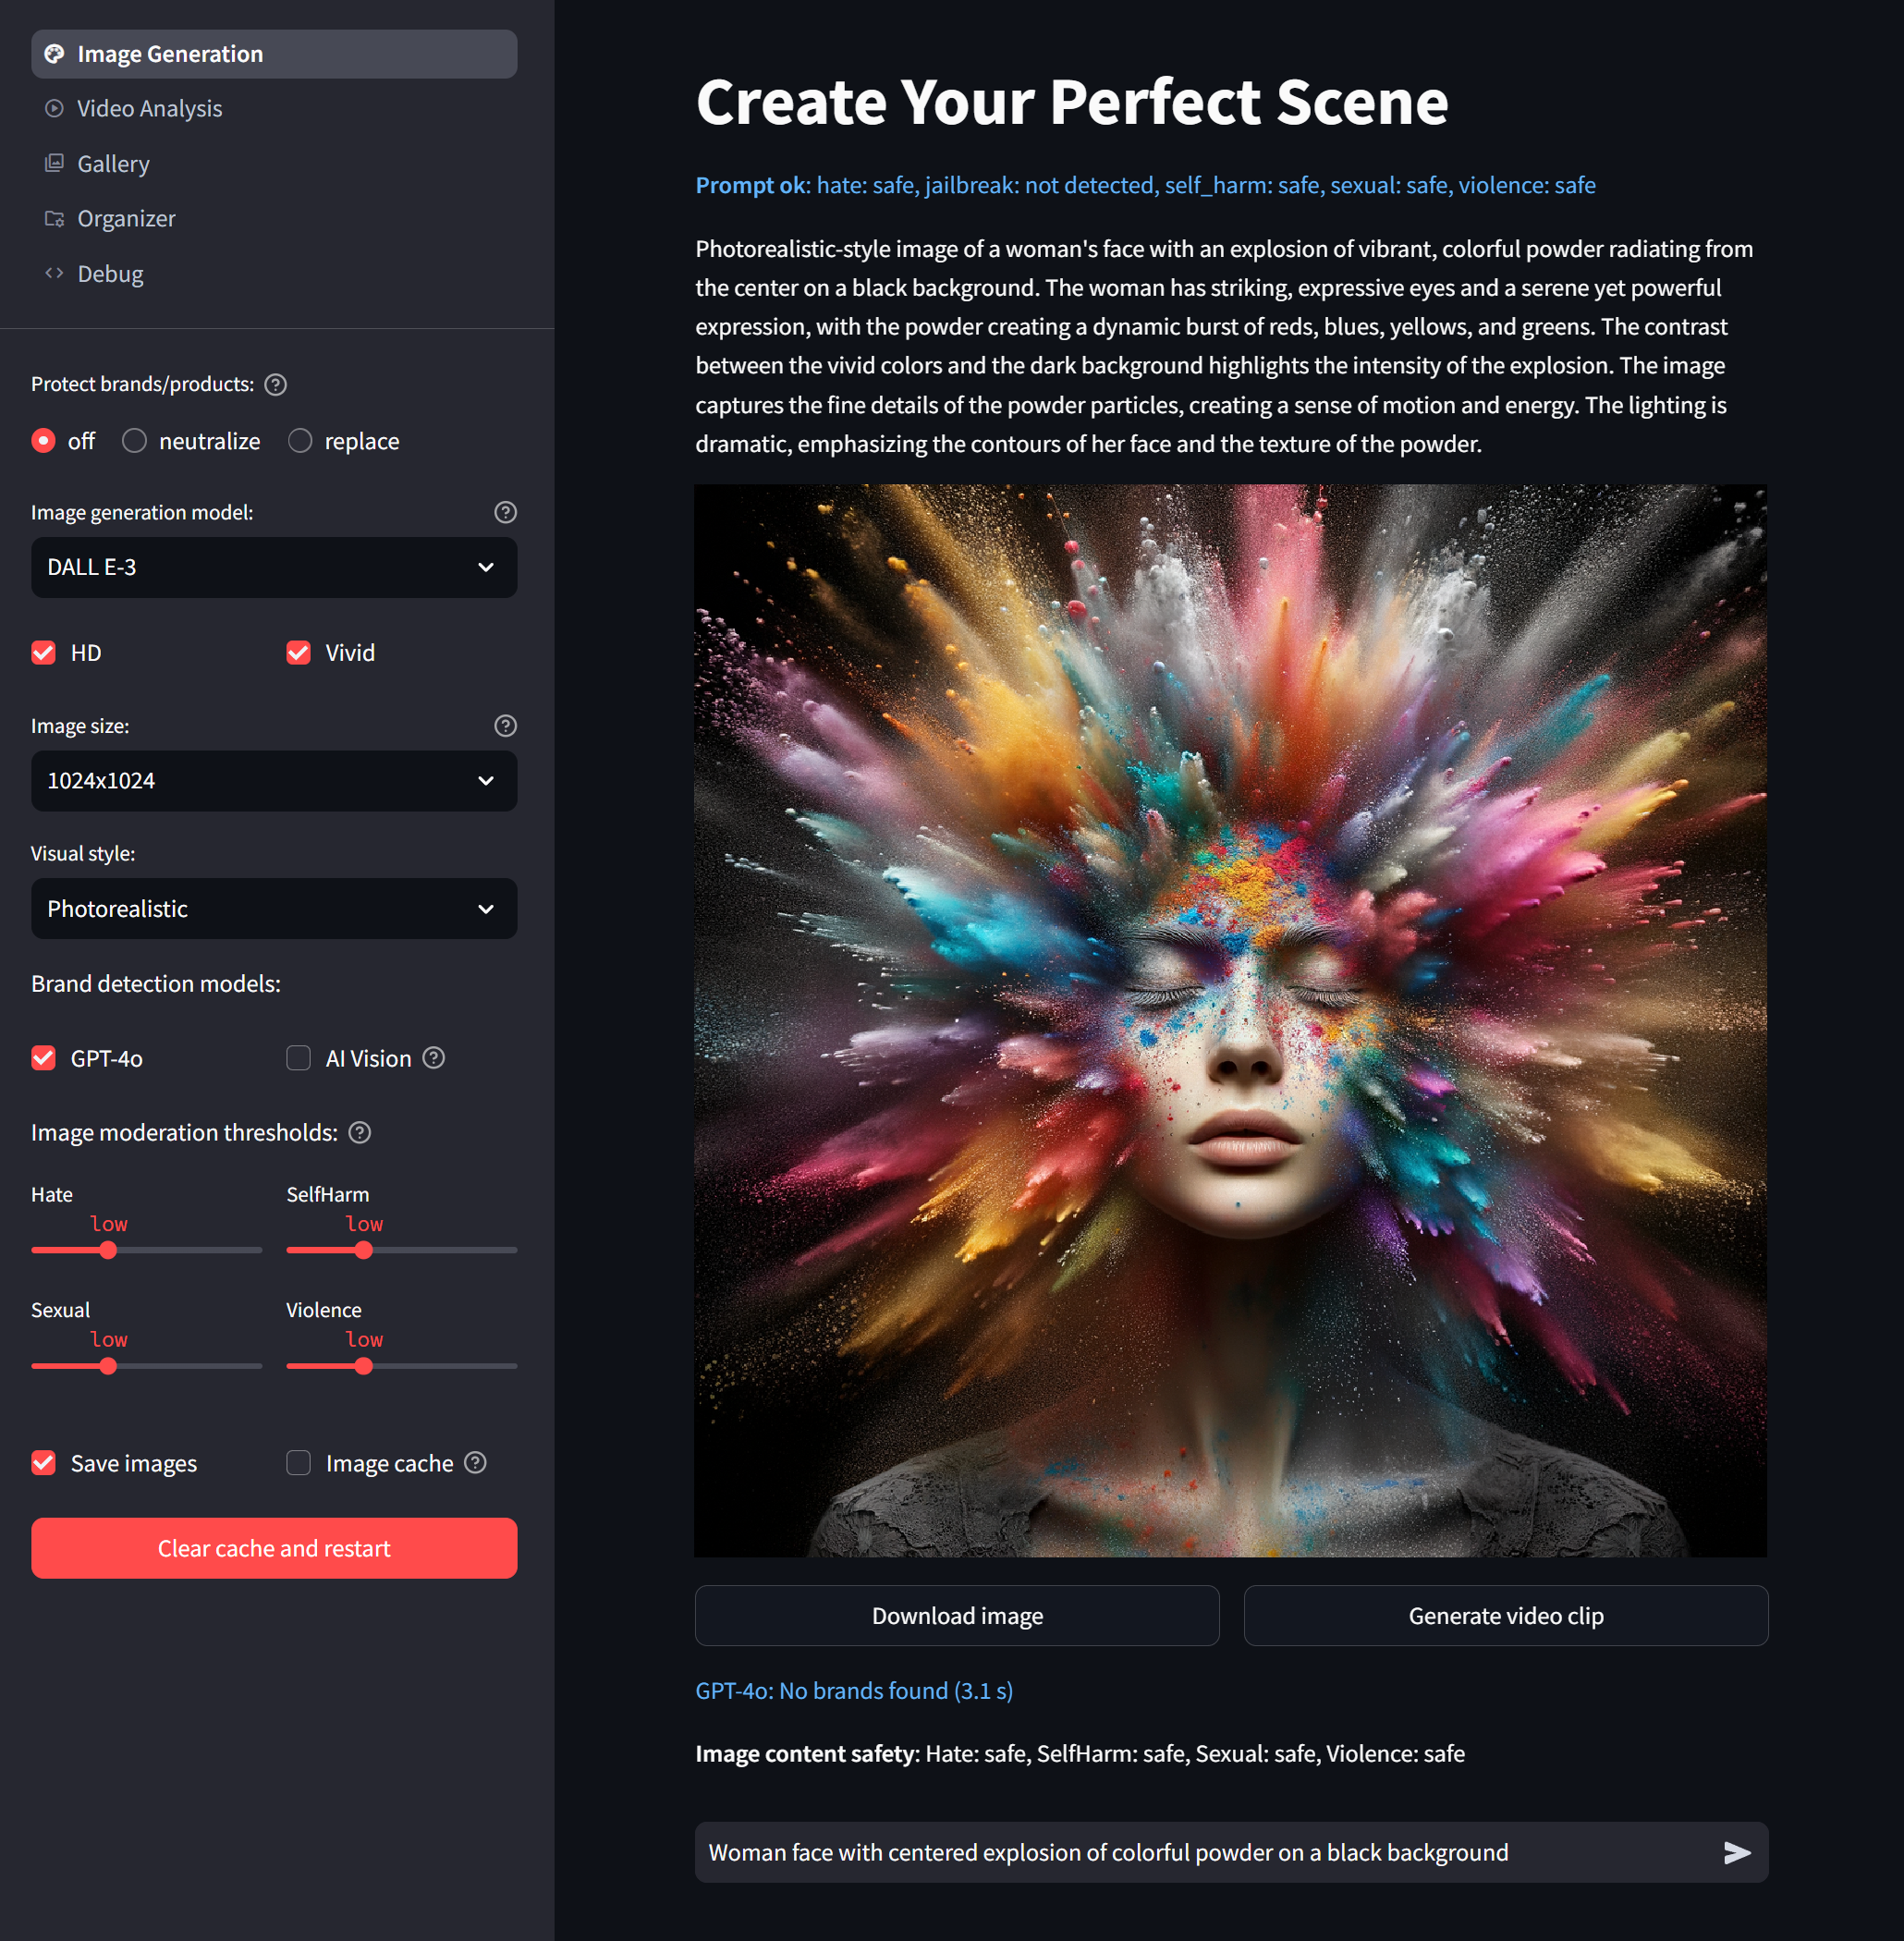 Image Generation
Video Analysis
Gallery
Organizer
Debug
Protect brands/products:
off neutralize replace
Image generation model:
DALL E-3
HD Vivid
Image size:
1024x1024
Visual style:
Photorealistic
Brand detection models:
GPT-4o AI Vision
Image moderation thresholds:
Hate SelfHarm
low low
Sexual Violence
low low
Save images Image cache
Clear cache and restart
Create Your Perfect Scene
Prompt ok: hate: safe, jailbreak: not detected, self_harm: safe, sexual: safe, violence: safe
Photorealistic-style image of a woman's face with an explosion of vibrant, colorful powder radiating from
the center on a black background. The woman has striking, expressive eyes and a serene yet powerful
expression, with the powder creating a dynamic burst of reds, blues, yellows, and greens. The contrast
between the vivid colors and the dark background highlights the intensity of the explosion. The image
captures the fine details of the powder particles, creating a sense of motion and energy. The lighting is
dramatic, emphasizing the contours of her face and the texture of the powder.
Download image Generate video clip
GPT-4o: No brands found (3.1 s)
Image content safety: Hate: safe, SelfHarm: safe, Sexual: safe, Violence: safe
Woman face with centered explosion of colorful powder on a black background